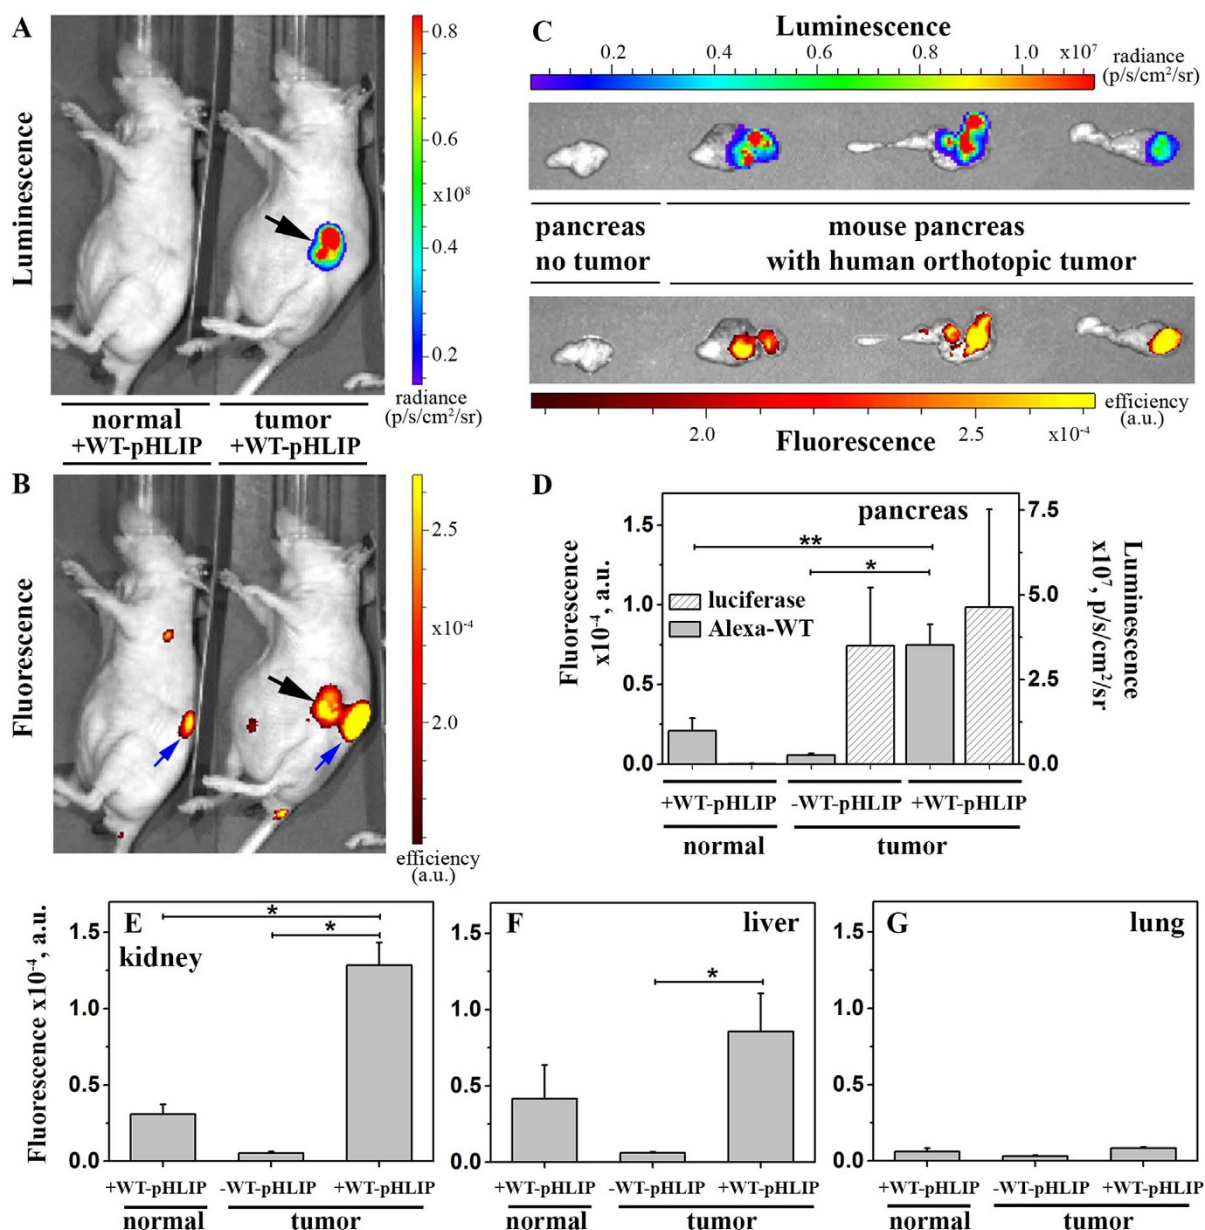 A
Luminescence
0.8
0.6
x10⁸
0.4
0.2
radiance
(p/s/cm²/sr)
normal
+WT-pHLIP
tumor
+WT-pHLIP
B
Fluorescence
2.5
x10⁻⁴
2.0
efficiency
(a.u.)
C
Luminescence
0.2 0.4 0.6 0.8 1.0 x10⁷
radiance
(p/s/cm²/sr)
pancreas
no tumor
mouse pancreas
with human orthotopic tumor
2.0 2.5 x10⁻⁴
efficiency
(a.u.)
Fluorescence
D
pancreas
Fluorescence
x10⁻⁴, a.u.
1.5
1.0
0.5
0.0
**
*
luciferase
Alexa-WT
7.5
5.0
2.5
0.0
Luminescence
x10⁷, p/s/cm²/sr
+WT-pHLIP -WT-pHLIP +WT-pHLIP
normal tumor
Fluorescence x10⁻⁴, a.u.
E
kidney
*
*
1.5
1.0
0.5
0.0
+WT-pHLIP -WT-pHLIP +WT-pHLIP
normal tumor
F
liver
*
1.5
1.0
0.5
0.0
+WT-pHLIP -WT-pHLIP +WT-pHLIP
normal tumor
G
lung
1.5
1.0
0.5
0.0
+WT-pHLIP -WT-pHLIP +WT-pHLIP
normal tumor